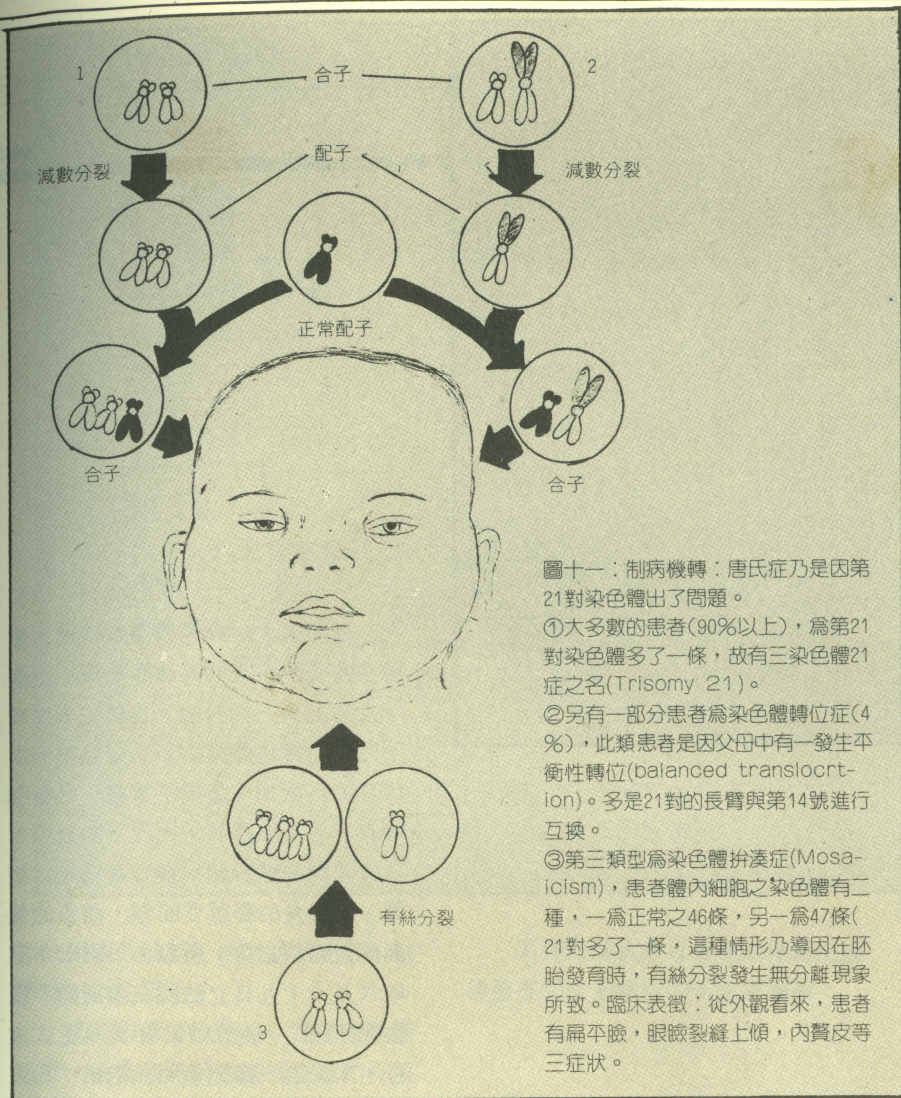 1
合子
2
減數分裂
配子
減數分裂
正常配子
合子
合子
圖十一：制病機轉：唐氏症乃是因第
21對染色體出了問題。
①大多數的患者(90%以上)，爲第21
對染色體多了一條，故有三染色體21
症之名(Trisomy 21)。
②另有一部分患者爲染色體轉位症(4
%)，此類患者是因父母中有一發生平
衡性轉位(balanced translocrt-
ion)。多是21對的長臂與第14號進行
互換。
③第三類型爲染色體拚湊症(Mosa-
icism)，患者體內細胞之染色體有二
種，一爲正常之46條，另一爲47條(
21對多了一條，這種情形乃導因在胚
胎發育時，有絲分裂發生無分離現象
所致。臨床表徵：從外觀看來，患者
有扁平臉，眼瞼裂縫上傾，內贅皮等
三症狀。
有絲分裂
3